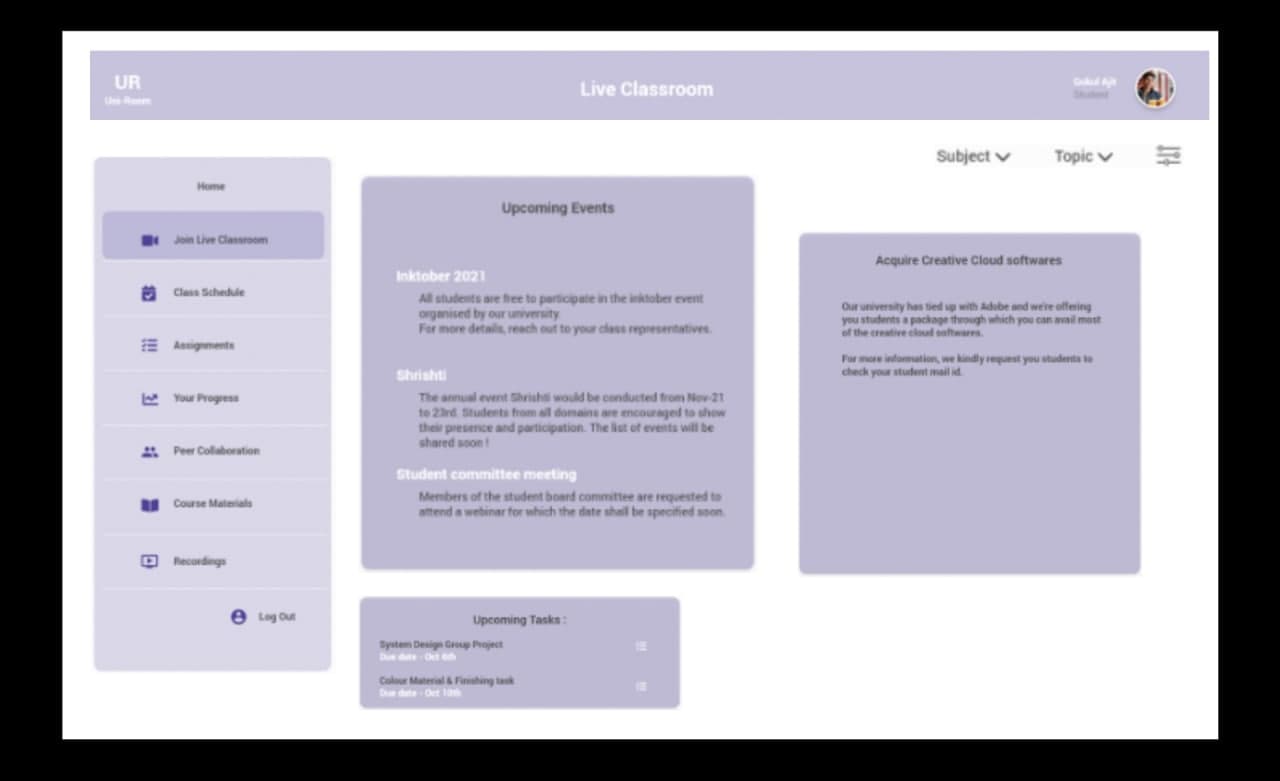 UR
Uni-Room
Live Classroom
Gokul Ajit
Student
Subject
Topic
Home
Join Live Classroom
Class Schedule
Assignments
Your Progress
Peer Collaboration
Course Materials
Recordings
Log Out
Upcoming Events
Inktober 2021
All students are free to participate in the inktober event
organised by our university.
For more details, reach out to your class representatives.
Shrishti
The annual event Shrishti would be conducted from Nov-21
to 23rd. Students from all domains are encouraged to show
their presence and participation. The list of events will be
shared soon !
Student committee meeting
Members of the student board committee are requested to
attend a webinar for which the date shall be specified soon.
Acquire Creative Cloud softwares
Our university has tied up with Adobe and we're offering
you students a package through which you can avail most
of the creative cloud softwares.
For more information, we kindly request you students to
check your student mail id.
Upcoming Tasks :
System Design Group Project
Due date - Oct 6th
Colour Material & Finishing task
Due date - Oct 10th